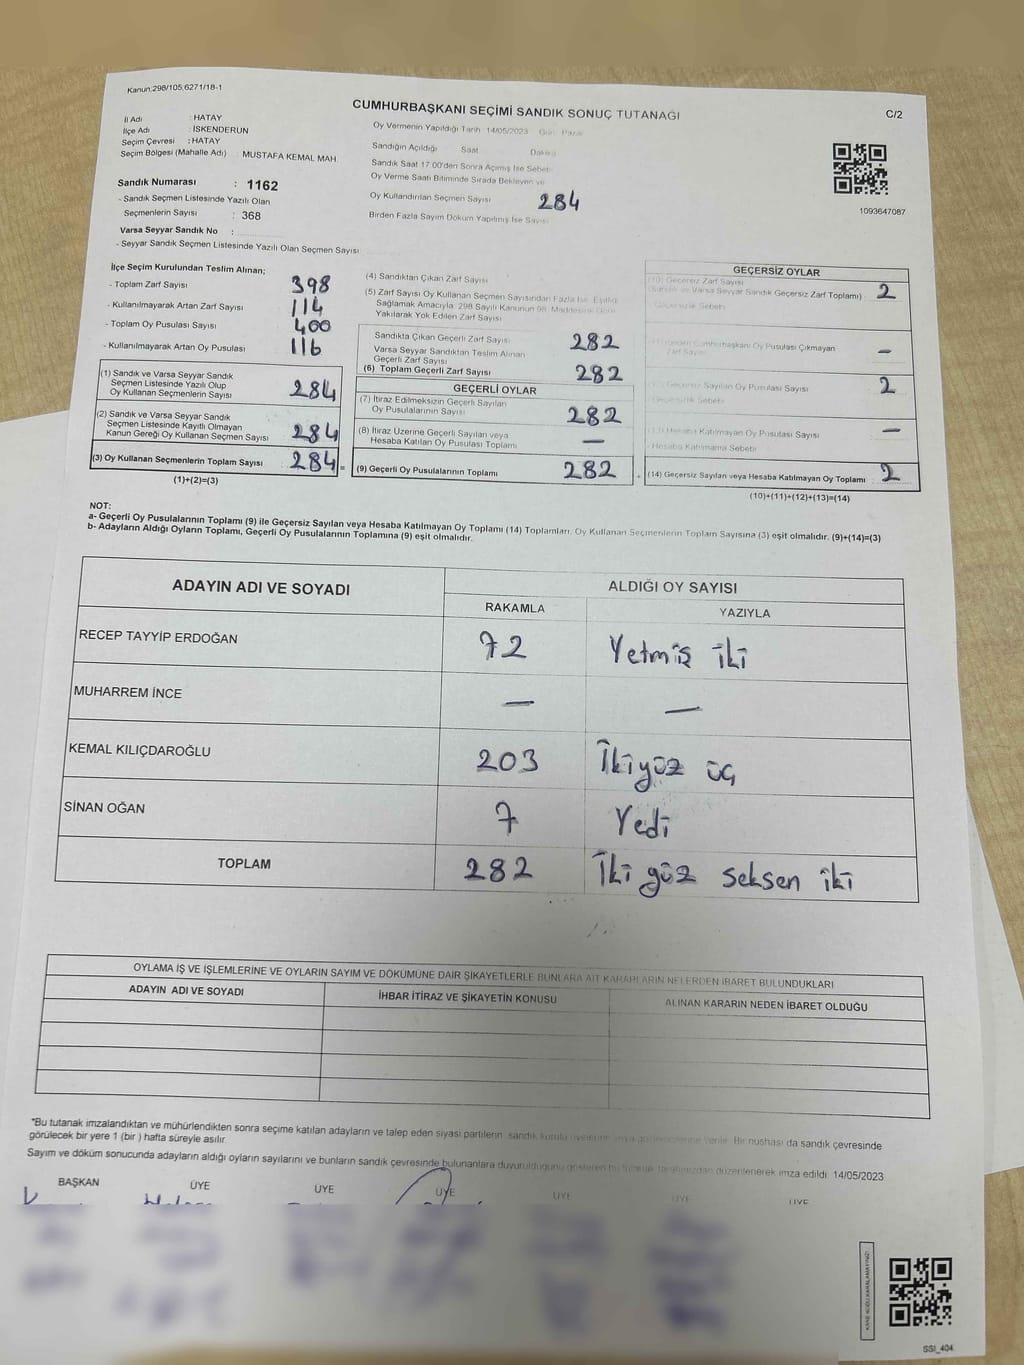 Kanun:298/105,6271/18-1
CUMHURBAŞKANI SEÇİMİ SANDIK SONUÇ TUTANAĞI
C/2
İl Adı : HATAY
İlçe Adı : İSKENDERUN
Seçim Çevresi : HATAY
Seçim Bölgesi (Mahalle Adı) : MUSTAFA KEMAL MAH.
Sandık Numarası : 1162
- Sandık Seçmen Listesinde Yazılı Olan
Seçmenlerin Sayısı : 368
Varsa Seyyar Sandık No :
- Seyyar Sandık Seçmen Listesinde Yazılı Olan Seçmen Sayısı
Oy Vermenin Yapıldığı Tarih 14/05/2023 Gün Pazar
Sandığın Açıldığı Saat Dakika
Sandık Saat 17:00'den Sonra Açılmış İse Sebebi
Oy Verme Saati Bitiminde Sırada Bekleyen ve
Oy Kullandırılan Seçmen Sayısı 284
Birden Fazla Sayım Döküm Yapılmış İse Sayısı
1093647087
İlçe Seçim Kurulundan Teslim Alınan;
- Toplam Zarf Sayısı 398
- Kullanılmayarak Artan Zarf Sayısı 114
- Toplam Oy Pusulası Sayısı 400
- Kullanılmayarak Artan Oy Pusulası 116
(1) Sandık ve Varsa Seyyar Sandık
Seçmen Listesinde Yazılı Olup
Oy Kullanan Seçmenlerin Sayısı 284
(2) Sandık ve Varsa Seyyar Sandık
Seçmen Listesinde Kayıtlı Olmayan
Kanun Gereği Oy Kullanan Seçmen Sayısı 284
(3) Oy Kullanan Seçmenlerin Toplam Sayısı 284 =
(1)+(2)=(3)
(4) Sandıktan Çıkan Zarf Sayısı
(5) Zarf Sayısı Oy Kullanan Seçmen Sayısından Fazla İse, Eşitliği
Sağlamak Amacıyla, 298 Sayılı Kanunun 98. Maddesine Göre
Yakılarak Yok Edilen Zarf Sayısı
Sandıkta Çıkan Geçerli Zarf Sayısı 282
Varsa Seyyar Sandıktan Teslim Alınan
Geçerli Zarf Sayısı
(6) Toplam Geçerli Zarf Sayısı 282
GEÇERLİ OYLAR
(7) İtiraz Edilmeksizin Geçerli Sayılan
Oy Pusulalarının Sayısı 282
(8) İtiraz Üzerine Geçerli Sayılan veya
Hesaba Katılan Oy Pusulası Toplamı —
(9) Geçerli Oy Pusulalarının Toplamı 282
GEÇERSİZ OYLAR
(10) Geçersiz Zarf Sayısı
(Sandık ve Varsa Seyyar Sandık Geçersiz Zarf Toplamı) 2
Geçersizlik Sebebi
Cumhurbaşkanı Oy Pusulası Çıkmayan
Zarf Sayısı —
Geçersiz Sayılan Oy Pusulası Sayısı 2
Geçersizlik Sebebi
Hesaba Katılmayan Oy Pusulası Sayısı —
Hesaba Katılmama Sebebi
(14) Geçersiz Sayılan veya Hesaba Katılmayan Oy Toplamı 2
(10)+(11)+(12)+(13)=(14)
NOT:
a- Geçerli Oy Pusulalarının Toplamı (9) ile Geçersiz Sayılan veya Hesaba Katılmayan Oy Toplamı (14) Toplamları, Oy Kullanan Seçmenlerin Toplam Sayısına (3) eşit olmalıdır. (9)+(14)=(3)
b- Adayların Aldığı Oyların Toplamı, Geçerli Oy Pusulalarının Toplamına (9) eşit olmalıdır.
ADAYIN ADI VE SOYADI
ALDIĞI OY SAYISI
RAKAMLA YAZIYLA
RECEP TAYYİP ERDOĞAN 72 Yetmiş iki
MUHARREM İNCE — —
KEMAL KILIÇDAROĞLU 203 İkiyüz üç
SİNAN OĞAN 7 Yedi
TOPLAM 282 İki yüz seksen iki
OYLAMA İŞ VE İŞLEMLERİNE VE OYLARIN SAYIM VE DÖKÜMÜNE DAİR ŞİKAYETLERLE BUNLARA AİT KARARLARIN NELERDEN İBARET BULUNDUKLARI
ADAYIN ADI VE SOYADI İHBAR İTİRAZ VE ŞİKAYETİN KONUSU ALINAN KARARIN NEDEN İBARET OLDUĞU
*Bu tutanak imzalandıktan ve mühürlendikten sonra seçime katılan adayların ve talep eden siyasi partilerin sandık kurulu Bir nüshası da sandık çevresinde
görülecek bir yere 1 (bir ) hafta süreyle asılır.
Sayım ve döküm sonucunda adayların aldığı oyların sayılarını ve bunların sandık çevresinde bulunanlara duyurulduğunu gösteren bu tutanak tarafımızdan düzenlenerek imza edildi. 14/05/2023
BAŞKAN ÜYE ÜYE ÜYE ÜYE ÜYE ÜYE
SSI_404